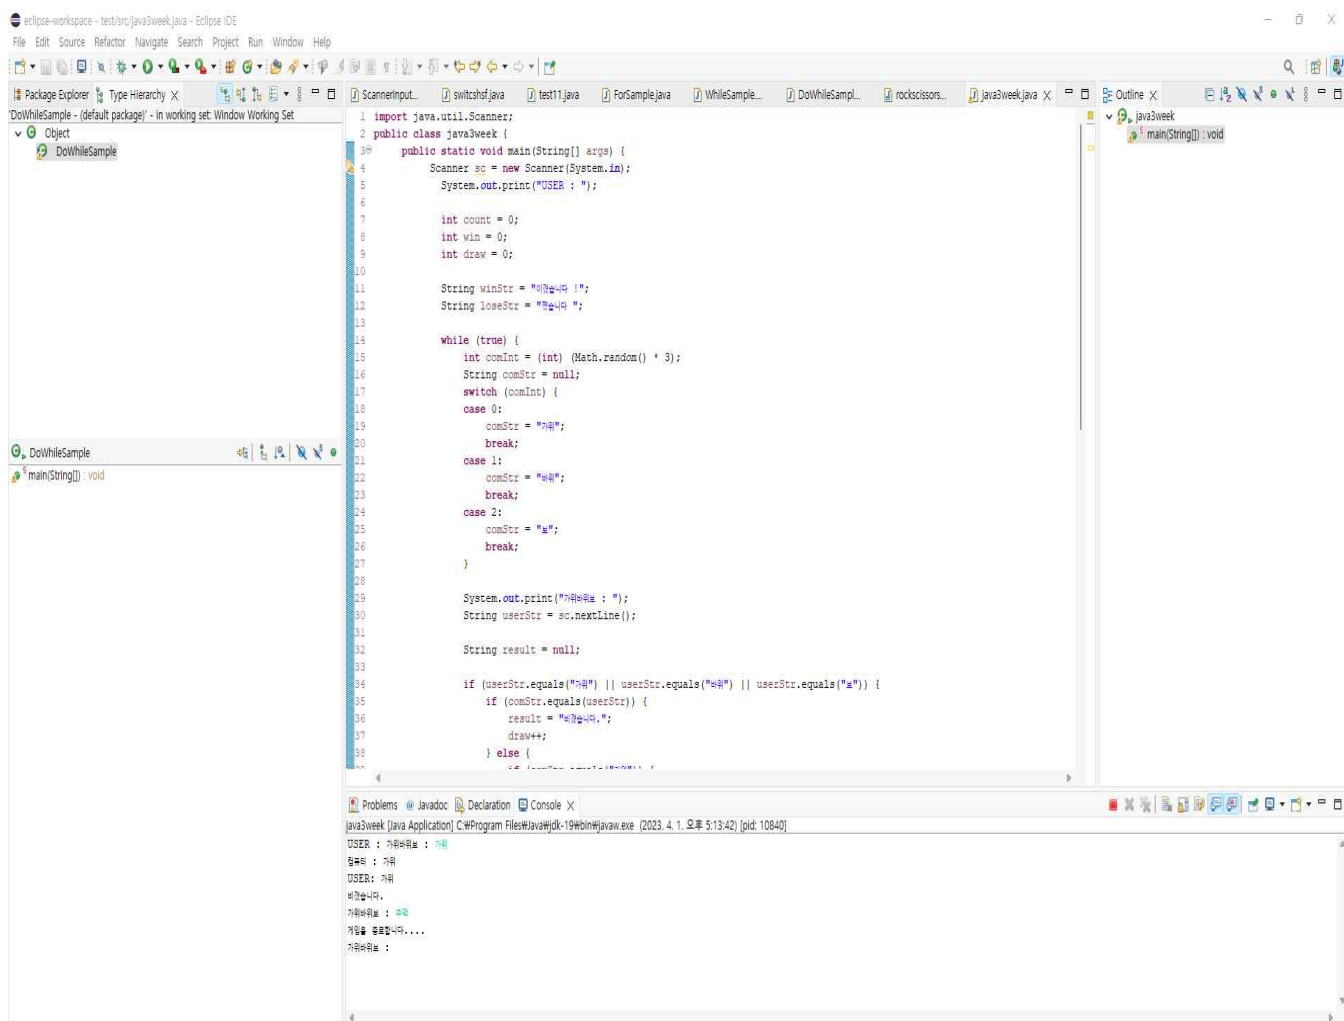 eclipse-workspace - test/src/java3week.java - Eclipse IDE
File Edit Source Refactor Navigate Search Project Run Window Help
Package Explorer Type Hierarchy
'DoWhileSample - (default package)' - in working set: Window Working Set
Object
DoWhileSample
DoWhileSample
main(String[]) : void
ScannerInput... switcshsf.java test11.java ForSample.java WhileSample.... DoWhileSampl... rockscissors... java3week.java
1 import java.util.Scanner;
2 public class java3week {
3 public static void main(String[] args) {
4 Scanner sc = new Scanner(System.in);
5 System.out.print("USER : ");
6
7 int count = 0;
8 int win = 0;
9 int draw = 0;
10
11 String winStr = "이겼습니다 !";
12 String loseStr = "졌습니다 ";
13
14 while (true) {
15 int comInt = (int) (Math.random() * 3);
16 String comStr = null;
17 switch (comInt) {
18 case 0:
19 comStr = "가위";
20 break;
21 case 1:
22 comStr = "바위";
23 break;
24 case 2:
25 comStr = "보";
26 break;
27 }
28
29 System.out.print("가위바위보 : ");
30 String userStr = sc.nextLine();
31
32 String result = null;
33
34 if (userStr.equals("가위") || userStr.equals("바위") || userStr.equals("보")) {
35 if (comStr.equals(userStr)) {
36 result = "비겼습니다.";
37 draw++;
38 } else {
Outline
java3week
main(String[]) : void
Problems Javadoc Declaration Console
java3week [Java Application] C:₩Program Files₩Java₩jdk-19₩bin₩javaw.exe (2023. 4. 1. 오후 5:13:42) [pid: 10840]
USER : 가위바위보 : 가위
컴퓨터 : 가위
USER: 가위
비겼습니다.
가위바위보 :
게임을 종료합니다....
가위바위보 :